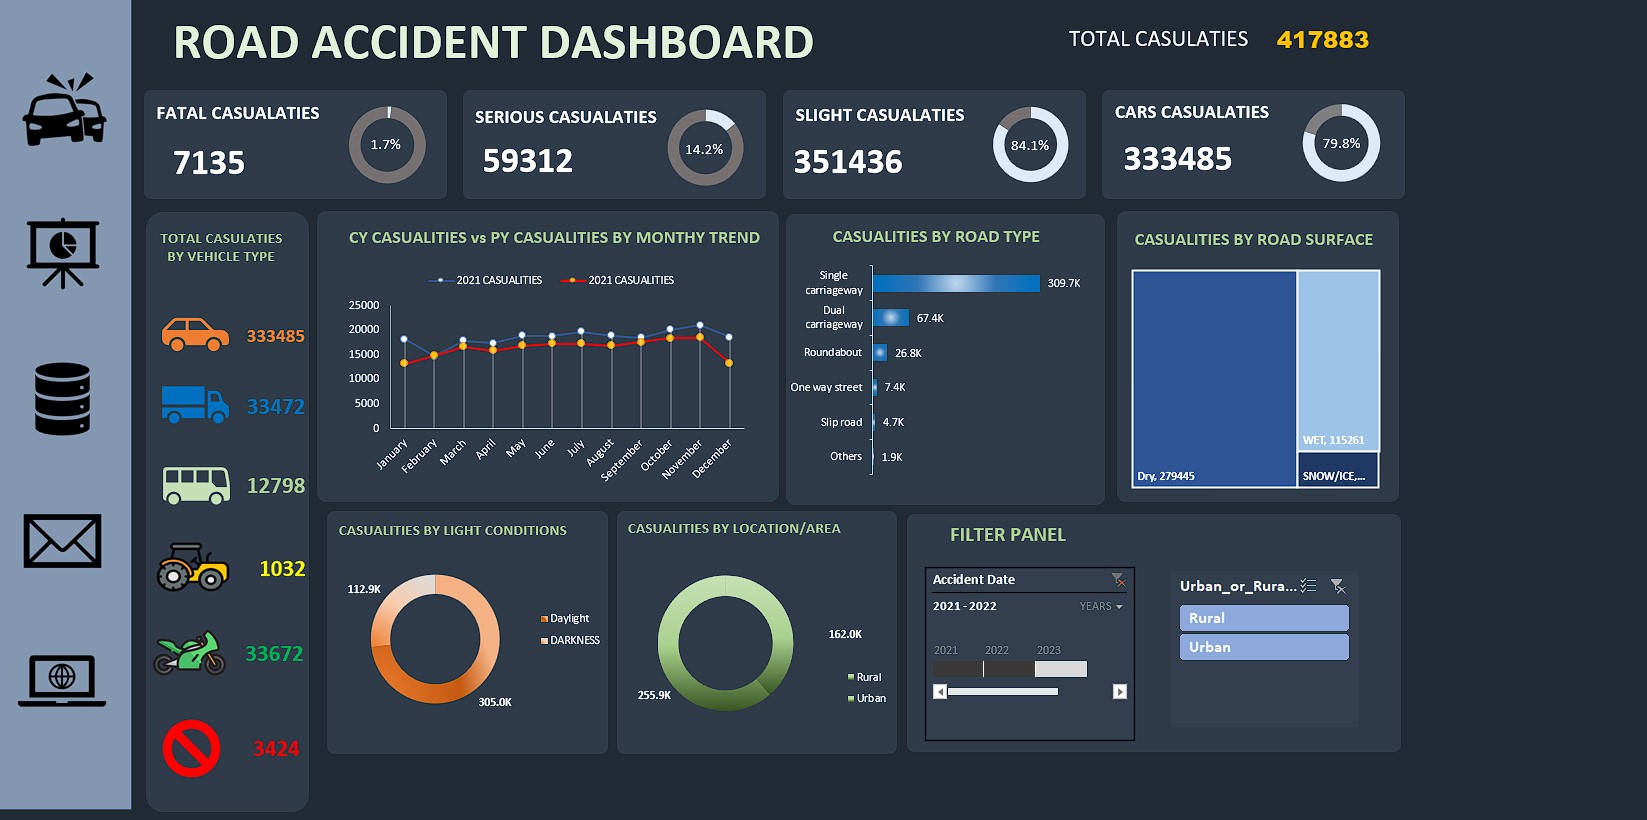 ROAD ACCIDENT DASHBOARD
TOTAL CASULATIES 417883
FATAL CASUALATIES
7135
1.7%
SERIOUS CASUALATIES
59312
14.2%
SLIGHT CASUALATIES
351436
84.1%
CARS CASUALATIES
333485
79.8%
TOTAL CASULATIES
BY VEHICLE TYPE
333485
33472
12798
1032
33672
3424
CY CASUALITIES vs PY CASUALITIES BY MONTHY TREND
2021 CASUALITIES
2021 CASUALITIES
25000
20000
15000
10000
5000
0
January
February
March
April
May
June
July
August
September
October
November
December
CASUALITIES BY ROAD TYPE
Single
carriageway
309.7K
Dual
carriageway
67.4K
Roundabout
26.8K
One way street
7.4K
Slip road
4.7K
Others
1.9K
CASUALITIES BY ROAD SURFACE
Dry, 279445
WET, 115261
SNOW/ICE,...
CASUALITIES BY LIGHT CONDITIONS
112.9K
305.0K
Daylight
DARKNESS
CASUALITIES BY LOCATION/AREA
162.0K
255.9K
Rural
Urban
FILTER PANEL
Accident Date
2021 - 2022
YEARS
2021
2022
2023
Urban_or_Rura...
Rural
Urban